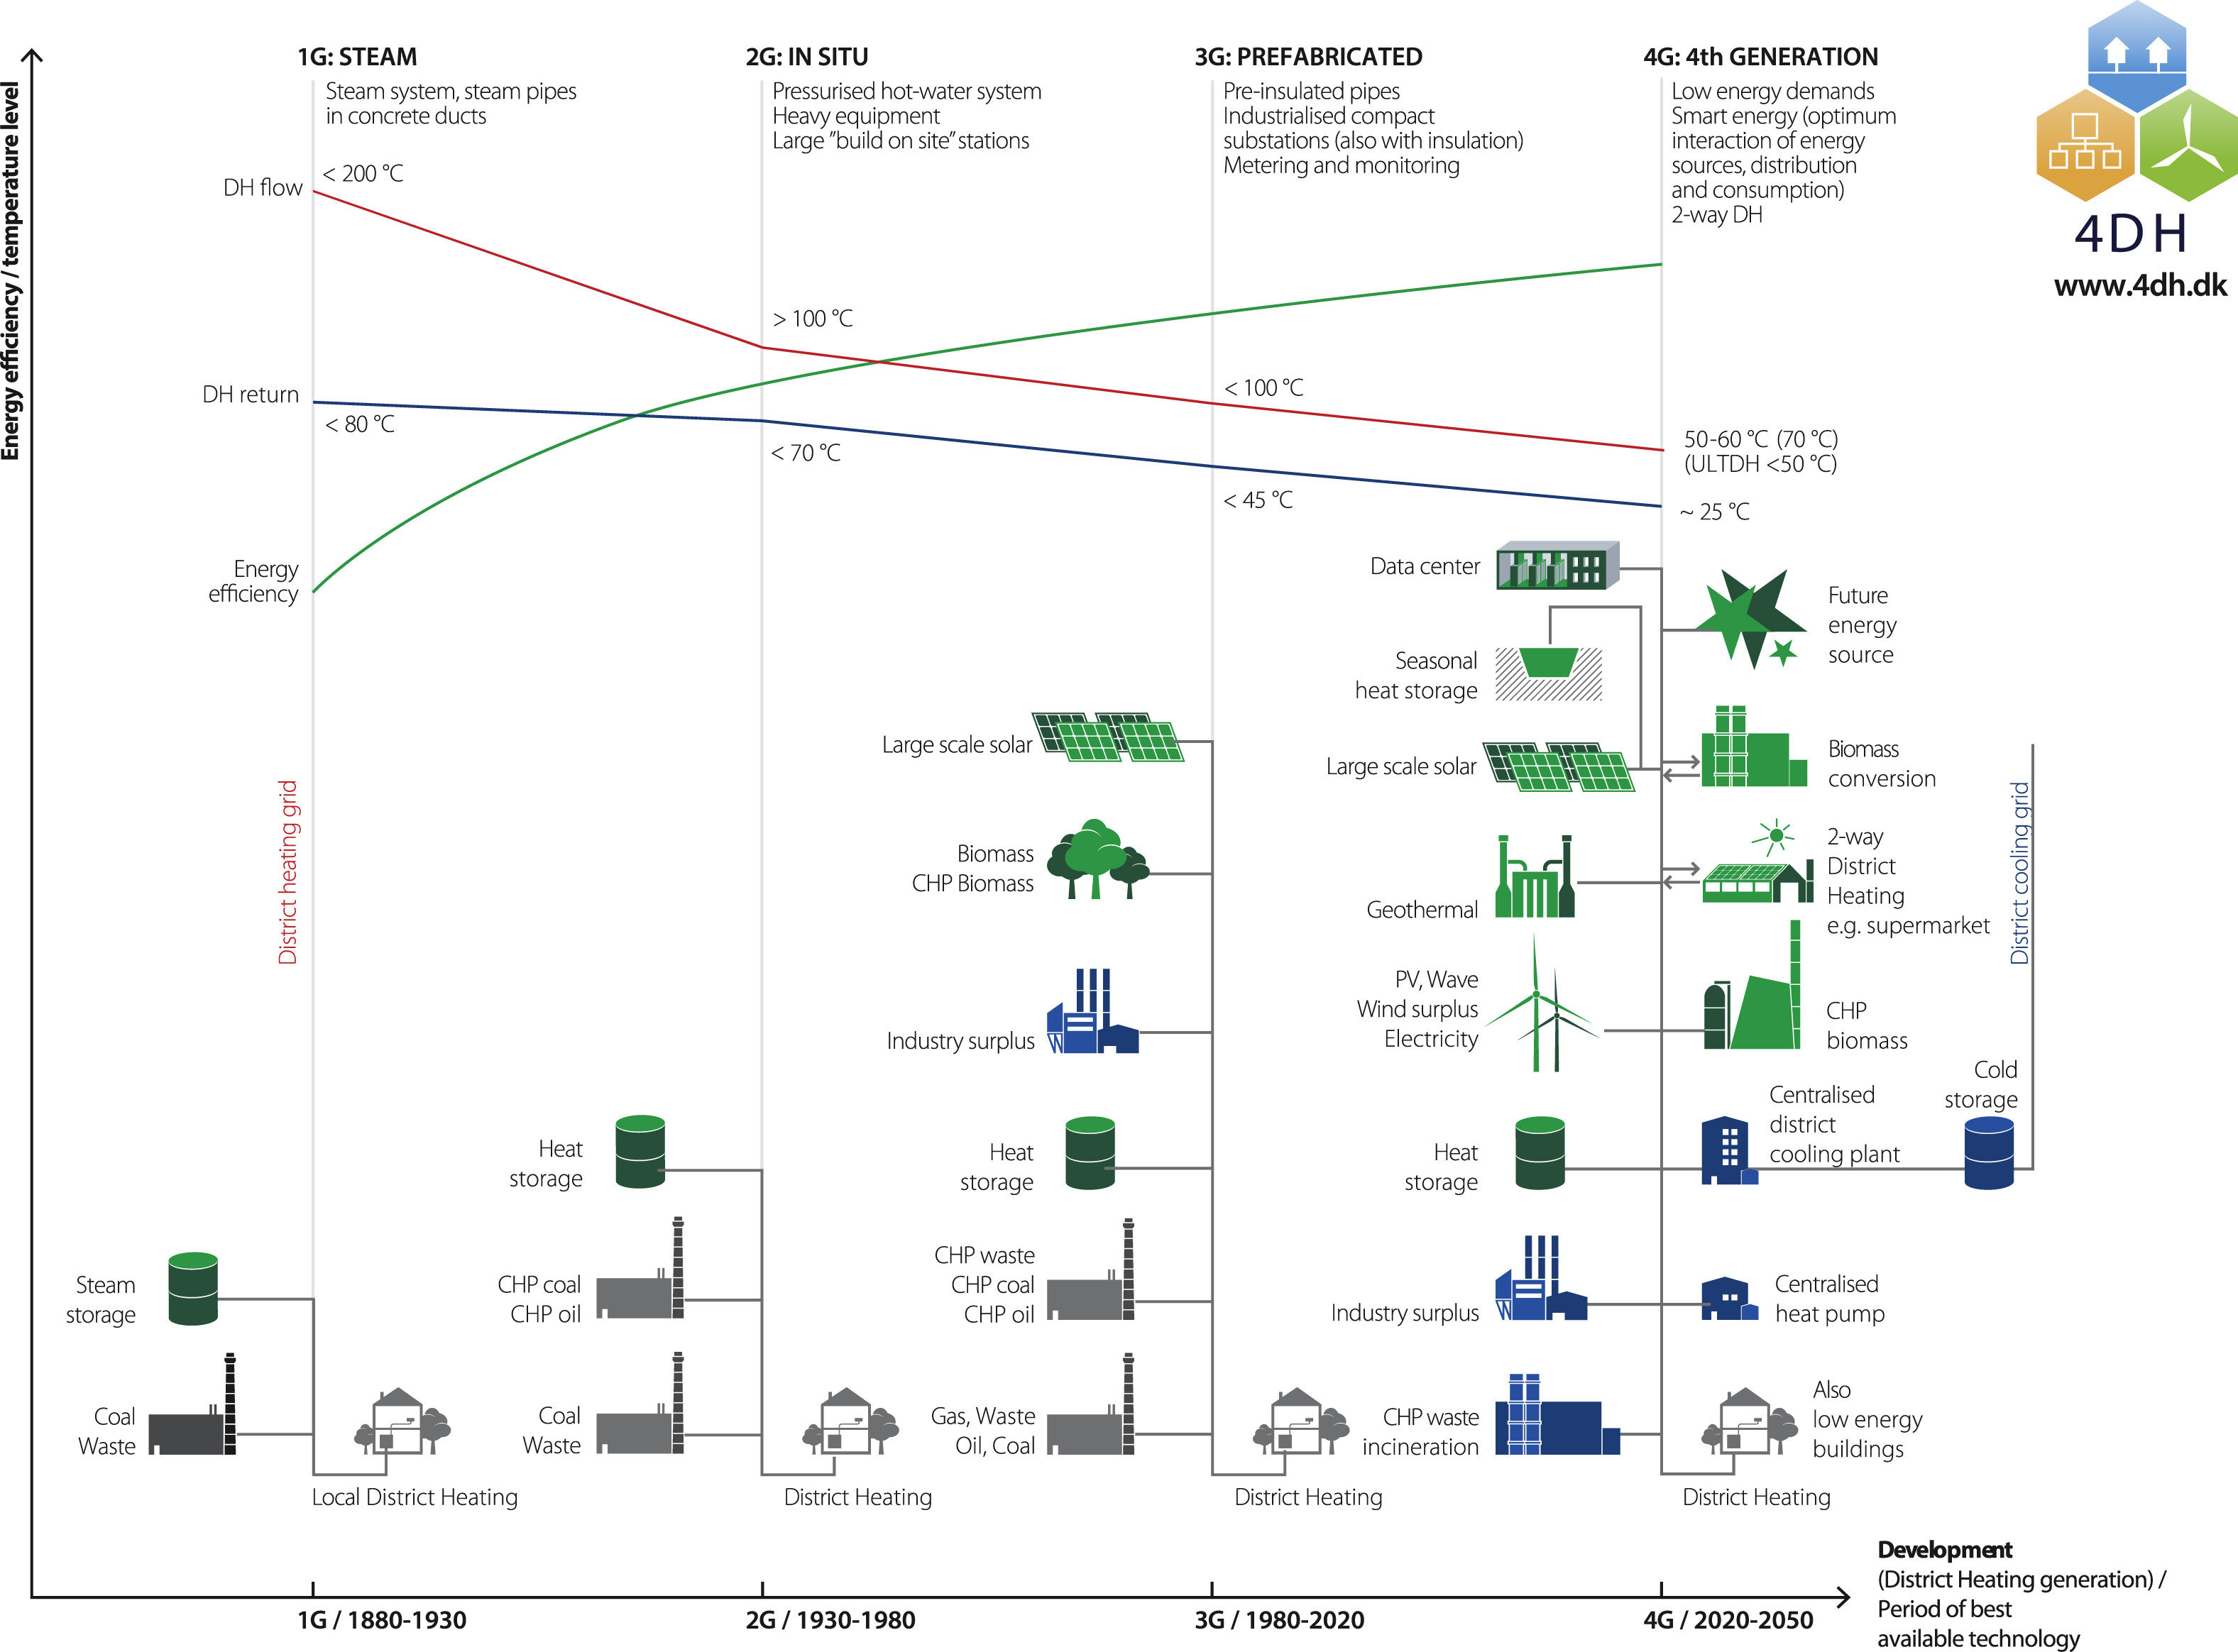 Energy efficiency / temperature level
1G: STEAM
Steam system, steam pipes
in concrete ducts
2G: IN SITU
Pressurised hot-water system
Heavy equipment
Large ”build on site” stations
3G: PREFABRICATED
Pre-insulated pipes
Industrialised compact
substations (also with insulation)
Metering and monitoring
4G: 4th GENERATION
Low energy demands
Smart energy (optimum
interaction of energy
sources, distribution
and consumption)
2-way DH
4DH
www.4dh.dk
DH flow
< 200 °C
> 100 °C
< 100 °C
50-60 °C (70 °C)
(ULTDH <50 °C)
DH return
< 80 °C
< 70 °C
< 45 °C
~ 25 °C
Energy
efficiency
District heating grid
Steam
storage
Coal
Waste
Local District Heating
Heat
storage
CHP coal
CHP oil
Coal
Waste
District Heating
Large scale solar
Biomass
CHP Biomass
Industry surplus
Heat
storage
CHP waste
CHP coal
CHP oil
Gas, Waste
Oil, Coal
District Heating
Data center
Seasonal
heat storage
Large scale solar
Geothermal
PV, Wave
Wind surplus
Electricity
Heat
storage
Industry surplus
CHP waste
incineration
Future
energy
source
Biomass
conversion
2-way
District
Heating
e.g. supermarket
CHP
biomass
Centralised
district
cooling plant
Cold
storage
District cooling grid
Centralised
heat pump
Also
low energy
buildings
District Heating
1G / 1880-1930
2G / 1930-1980
3G / 1980-2020
4G / 2020-2050
Development
(District Heating generation) /
Period of best
available technology